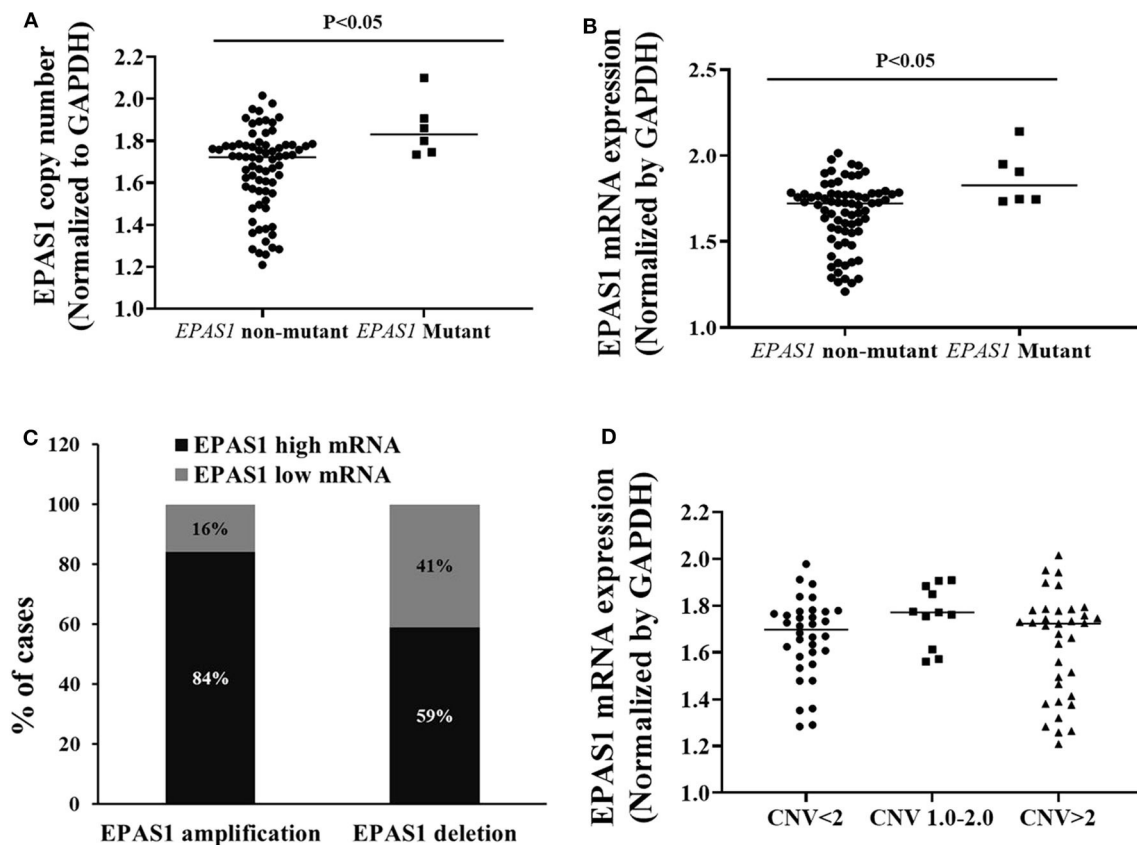 A
P<0.05
EPAS1 copy number
(Normalized to GAPDH)
2.2
2.0
1.8
1.6
1.4
1.2
1.0
EPAS1 non-mutant
EPAS1 Mutant
B
P<0.05
EPAS1 mRNA expression
(Normalized by GAPDH)
2.5
2.0
1.5
1.0
EPAS1 non-mutant
EPAS1 Mutant
C
EPAS1 high mRNA
EPAS1 low mRNA
% of cases
120
100
80
60
40
20
0
16%
84%
41%
59%
EPAS1 amplification
EPAS1 deletion
D
EPAS1 mRNA expression
(Normalized by GAPDH)
2.2
2.0
1.8
1.6
1.4
1.2
1.0
CNV<2
CNV 1.0-2.0
CNV>2